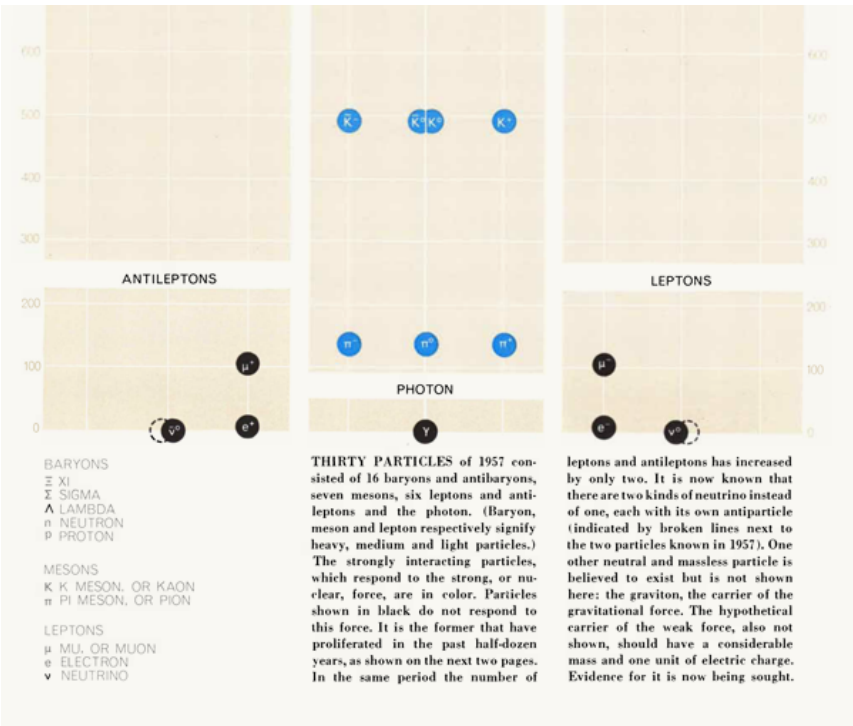 600
600
500
K̄⁻
K̄⁰ K⁰
K⁺
500
400
400
300
300
ANTILEPTONS
LEPTONS
200
200
π⁻
π⁰
π⁺
100
μ⁺
μ⁻
100
PHOTON
0
ν̄⁰
e⁺
γ
e⁻
ν⁰
0
BARYONS
Ξ XI
Σ SIGMA
Λ LAMBDA
n NEUTRON
p PROTON
MESONS
K K MESON, OR KAON
π PI MESON, OR PION
LEPTONS
μ MU, OR MUON
e ELECTRON
ν NEUTRINO
THIRTY PARTICLES of 1957 con-
sisted of 16 baryons and antibaryons,
seven mesons, six leptons and anti-
leptons and the photon. (Baryon,
meson and lepton respectively signify
heavy, medium and light particles.)
The strongly interacting particles,
which respond to the strong, or nu-
clear, force, are in color. Particles
shown in black do not respond to
this force. It is the former that have
proliferated in the past half-dozen
years, as shown on the next two pages.
In the same period the number of
leptons and antileptons has increased
by only two. It is now known that
there are two kinds of neutrino instead
of one, each with its own antiparticle
(indicated by broken lines next to
the two particles known in 1957). One
other neutral and massless particle is
believed to exist but is not shown
here: the graviton, the carrier of the
gravitational force. The hypothetical
carrier of the weak force, also not
shown, should have a considerable
mass and one unit of electric charge.
Evidence for it is now being sought.